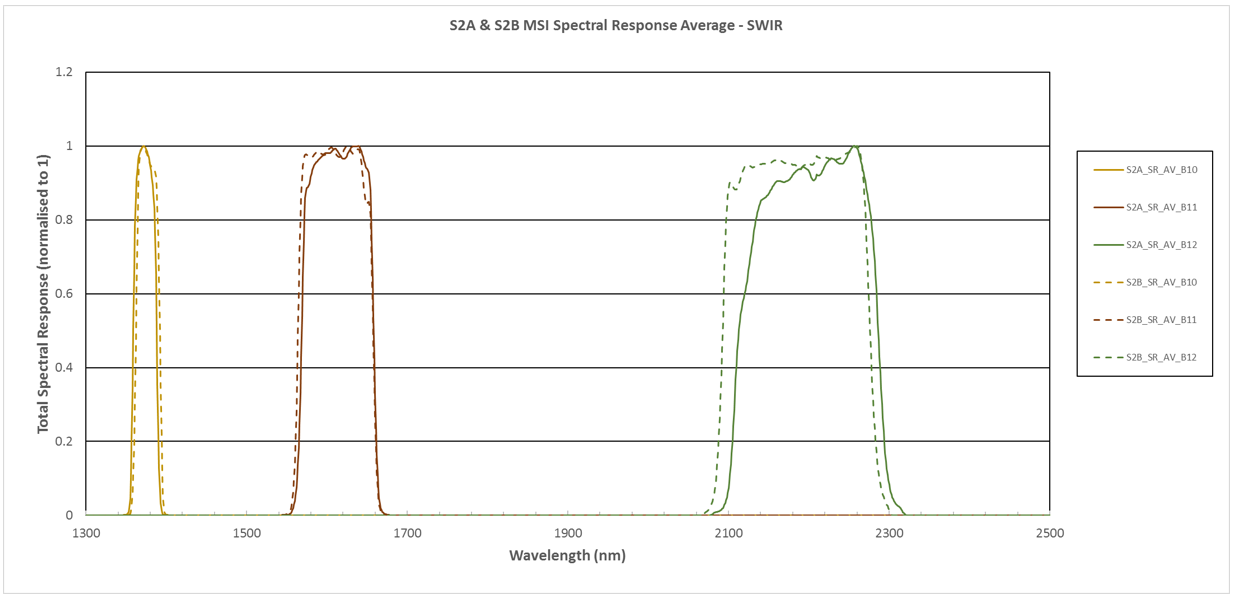 S2A & S2B MSI Spectral Response Average - SWIR
Total Spectral Response (normalised to 1)
1.2
1
0.8
0.6
0.4
0.2
0
1300 1500 1700 1900 2100 2300 2500
Wavelength (nm)
S2A_SR_AV_B10
S2A_SR_AV_B11
S2A_SR_AV_B12
S2B_SR_AV_B10
S2B_SR_AV_B11
S2B_SR_AV_B12